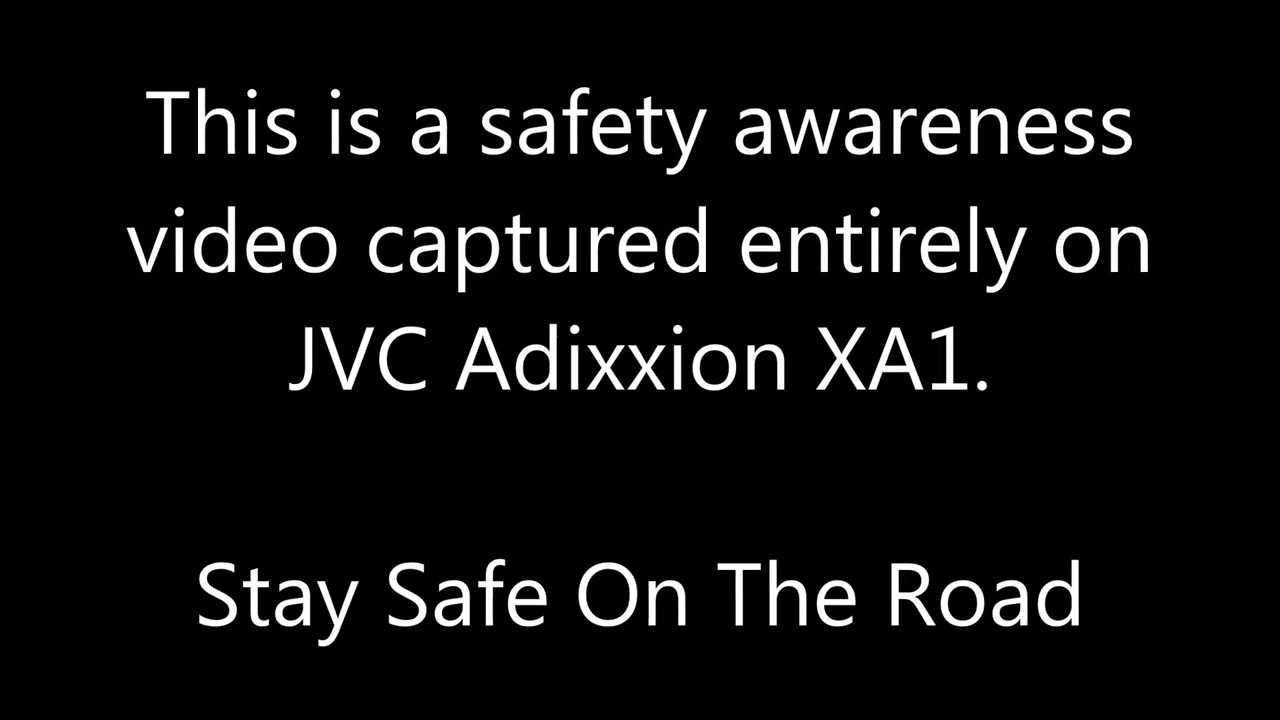 This is a safety awareness
video captured entirely on
JVC Adixxion XA1.
Stay Safe On The Road